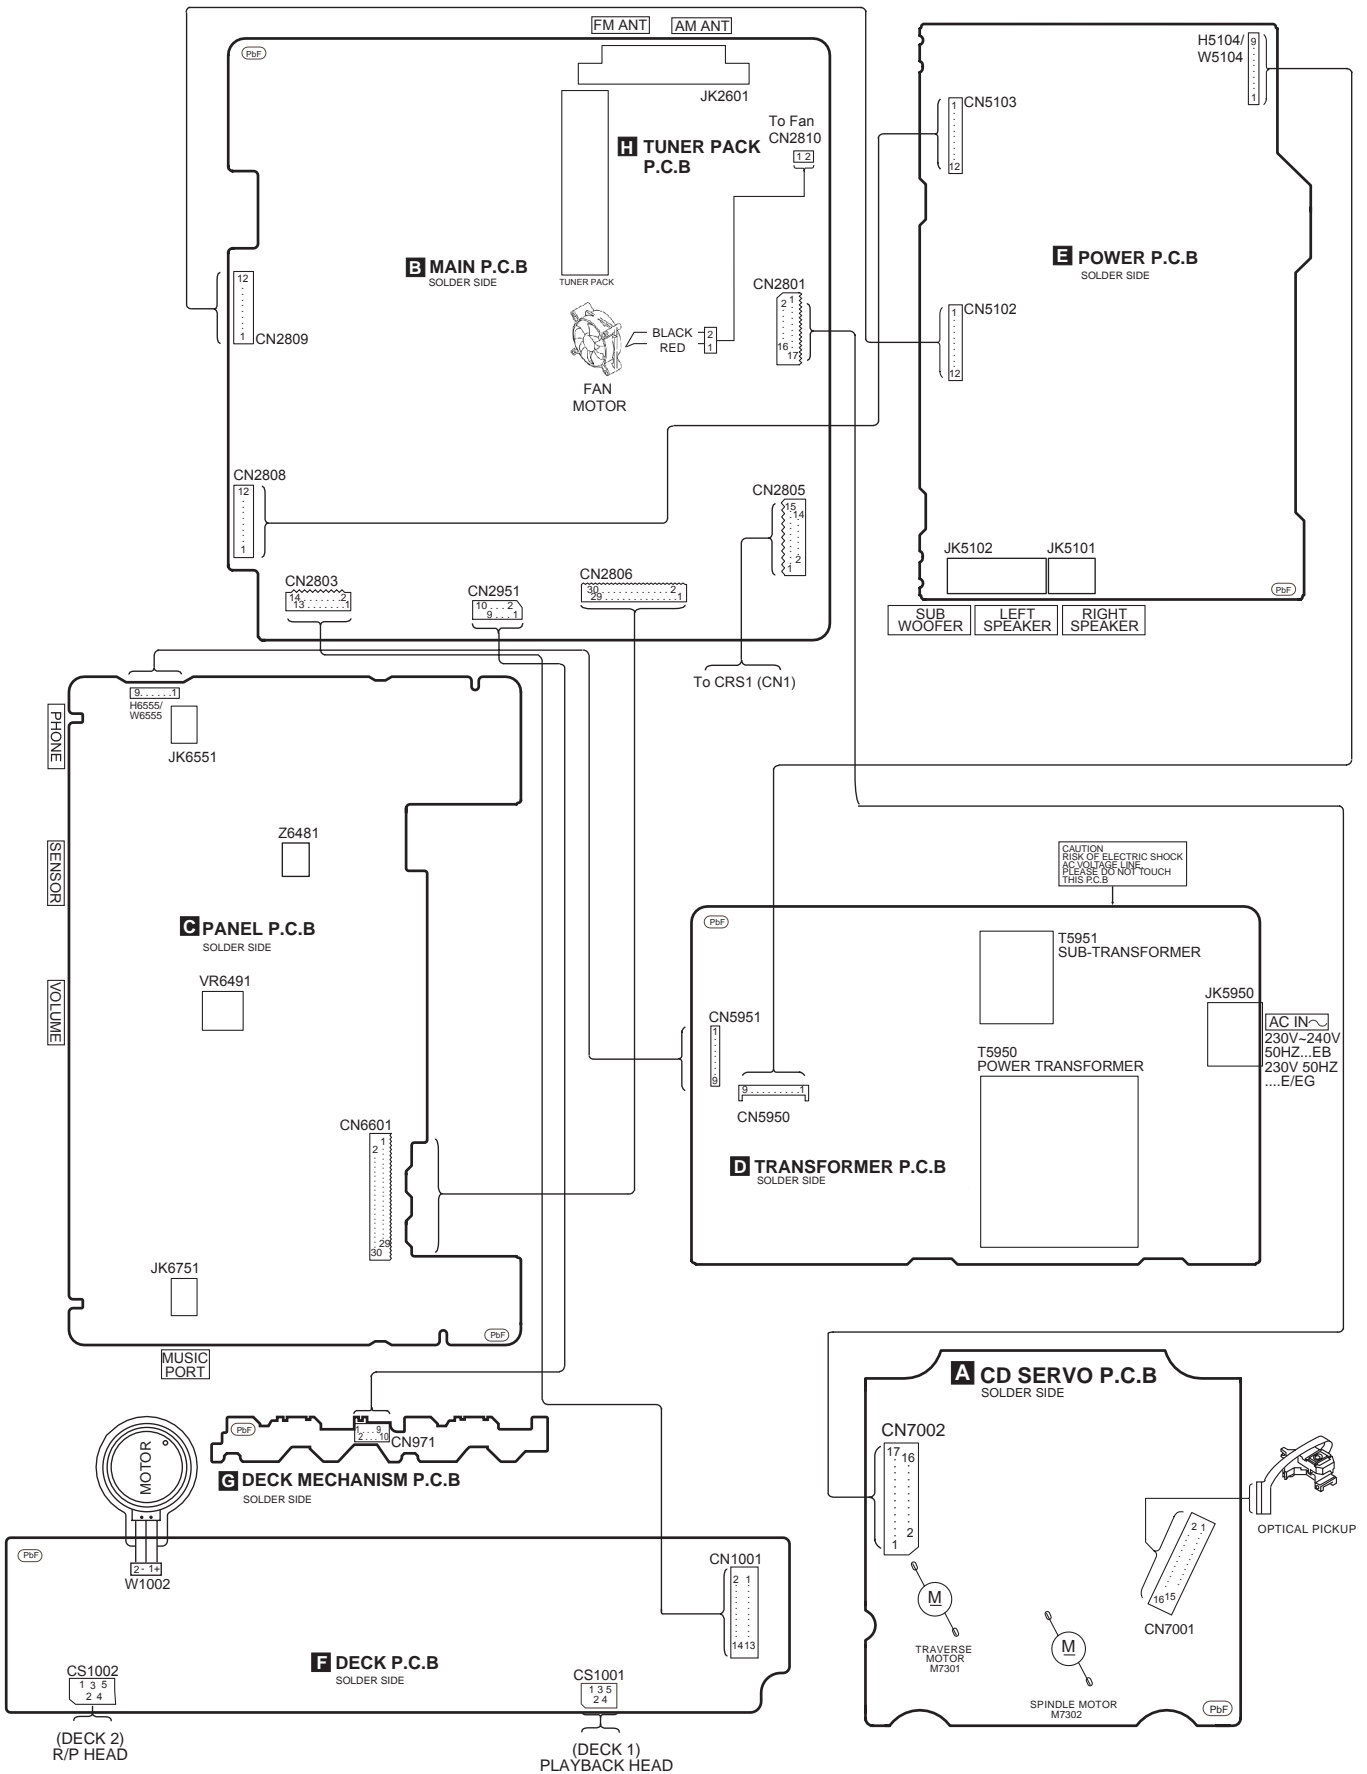 FM ANT
AM ANT
PbF
JK2601
To Fan
CN2810
1 2
H TUNER PACK
P.C.B
B MAIN P.C.B
SOLDER SIDE
TUNER PACK
CN2801
2 1
16
17
12
1
CN2809
BLACK
RED
2
1
FAN
MOTOR
CN2808
12
1
CN2805
15
14
2
1
CN2803
14.......2
13.......1
CN2951
10...2
9...1
CN2806
30.............2
29.............1
To CRS1 (CN1)
H5104/
W5104
9
1
CN5103
1
12
E POWER P.C.B
SOLDER SIDE
CN5102
1
12
JK5102
JK5101
PbF
SUB
WOOFER
LEFT
SPEAKER
RIGHT
SPEAKER
9......1
H6555/
W6555
PHONE
JK6551
SENSOR
Z6481
C PANEL P.C.B
SOLDER SIDE
VOLUME
VR6491
CN6601
1
2
29
30
JK6751
PbF
MUSIC
PORT
CAUTION
RISK OF ELECTRIC SHOCK
AC VOLTAGE LINE.
PLEASE DO NOT TOUCH
THIS P.C.B
PbF
T5951
SUB-TRANSFORMER
JK5950
AC IN～
230V~240V
50HZ...EB
230V 50HZ
....E/EG
CN5951
1
9
T5950
POWER TRANSFORMER
9.........1
CN5950
D TRANSFORMER P.C.B
SOLDER SIDE
A CD SERVO P.C.B
SOLDER SIDE
CN7002
17
16
2
1
OPTICAL PICKUP
2 1
16 15
CN7001
M
TRAVERSE
MOTOR
M7301
M
SPINDLE MOTOR
M7302
PbF
MOTOR
PbF
1...9
2...10
CN971
G DECK MECHANISM P.C.B
SOLDER SIDE
PbF
2- 1+
W1002
CN1001
2 1
14 13
F DECK P.C.B
SOLDER SIDE
CS1002
1 3 5
2 4
CS1001
1 3 5
2 4
(DECK 2)
R/P HEAD
(DECK 1)
PLAYBACK HEAD